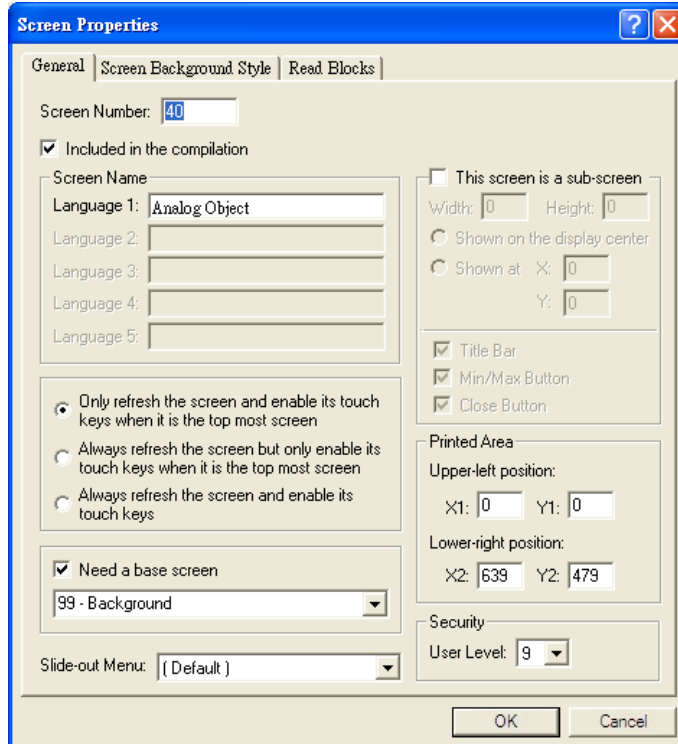 Screen Properties
General Screen Background Style Read Blocks
Screen Number: 40
Included in the compilation
Screen Name
Language 1: Analog Object
Language 2:
Language 3:
Language 4:
Language 5:
Only refresh the screen and enable its touch
keys when it is the top most screen
Always refresh the screen but only enable its
touch keys when it is the top most screen
Always refresh the screen and enable its
touch keys
Need a base screen
99 - Background
Slide-out Menu: ( Default )
This screen is a sub-screen
Width: 0 Height: 0
Shown on the display center
Shown at X: 0
Y: 0
Title Bar
Min/Max Button
Close Button
Printed Area
Upper-left position:
X1: 0 Y1: 0
Lower-right position:
X2: 639 Y2: 479
Security
User Level: 9
OK Cancel